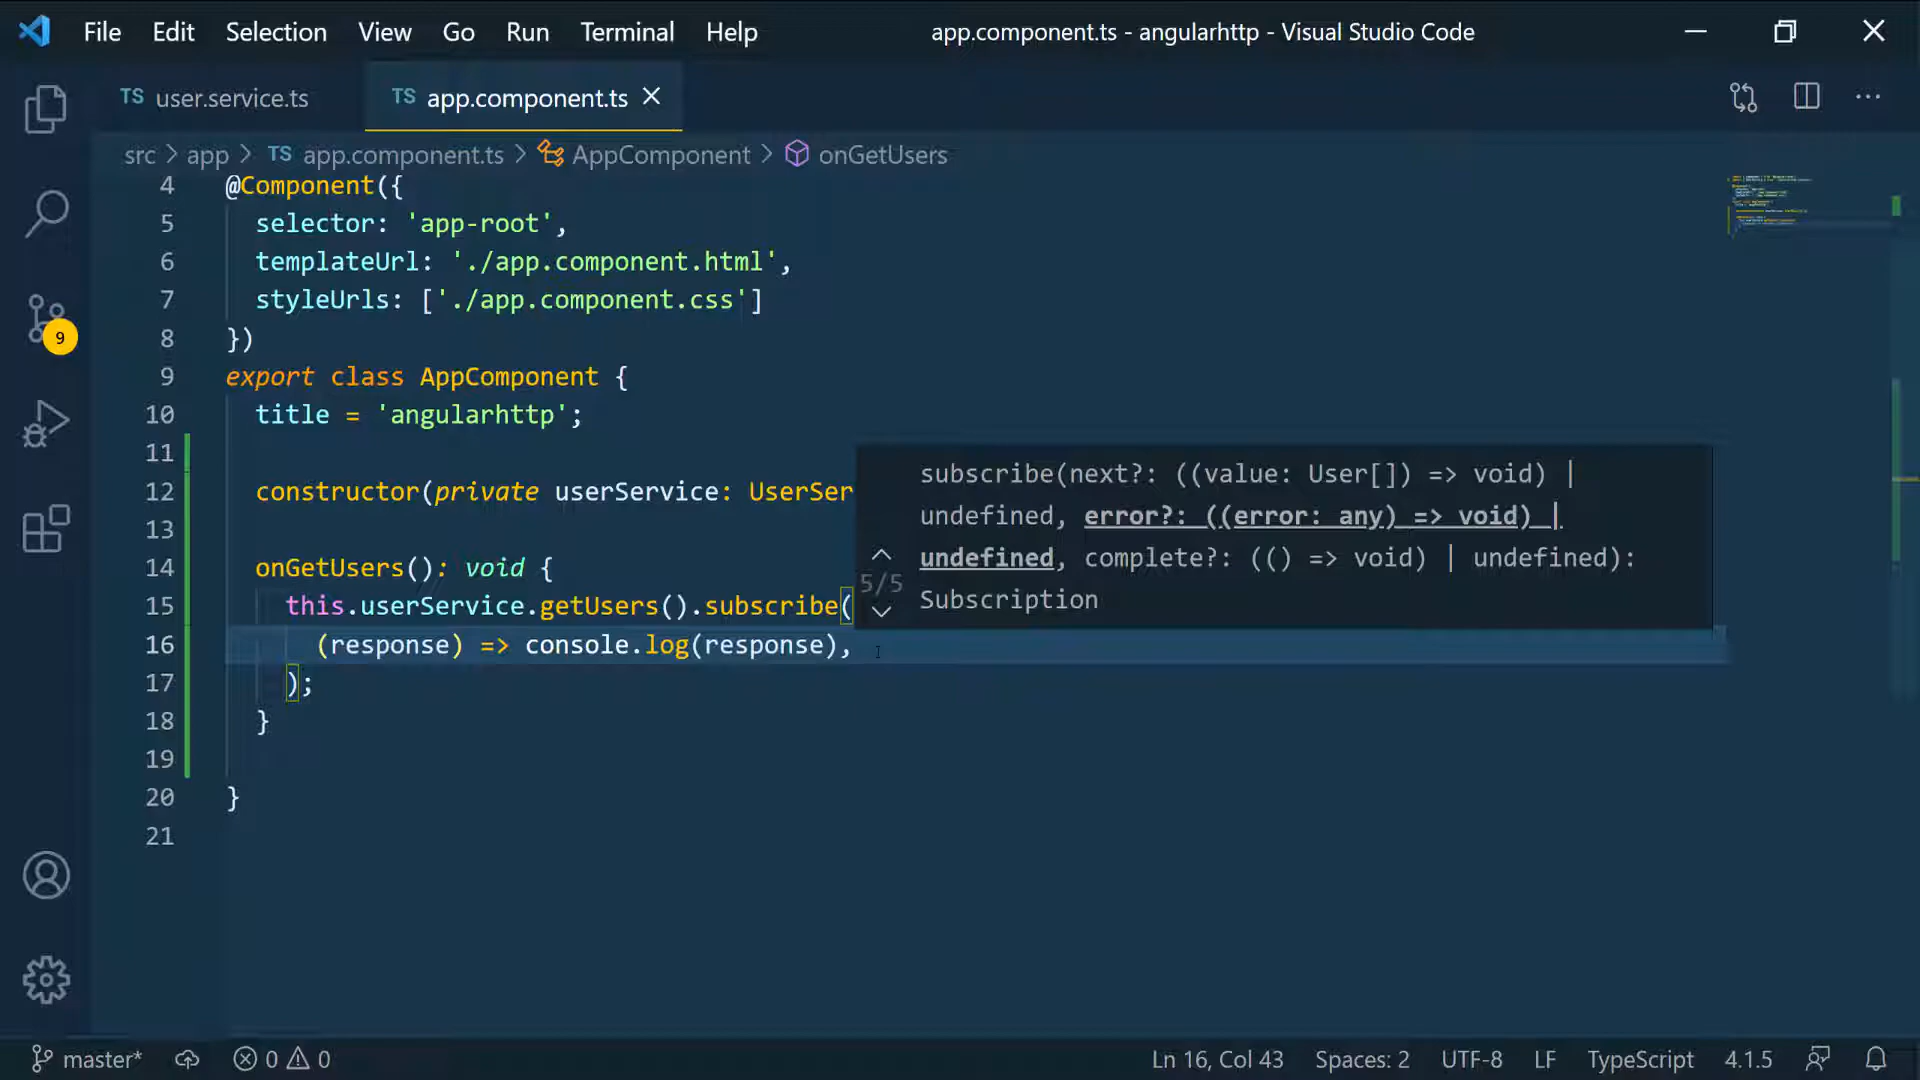 File Edit Selection View Go Run Terminal Help app.component.ts - angularhttp - Visual Studio Code
TS user.service.ts TS app.component.ts
src > app > TS app.component.ts > AppComponent > onGetUsers
4 @Component({
5 selector: 'app-root',
6 templateUrl: './app.component.html',
7 styleUrls: ['./app.component.css']
8 })
9 export class AppComponent {
10 title = 'angularhttp';
11
12 constructor(private userService: UserSer
13
14 onGetUsers(): void {
15 this.userService.getUsers().subscribe(
16 (response) => console.log(response),
17 );
18 }
19
20 }
21
subscribe(next?: ((value: User[]) => void) |
undefined, error?: ((error: any) => void) |
undefined, complete?: (() => void) | undefined):
Subscription
5/5
9
master* 0 0 Ln 16, Col 43 Spaces: 2 UTF-8 LF TypeScript 4.1.5